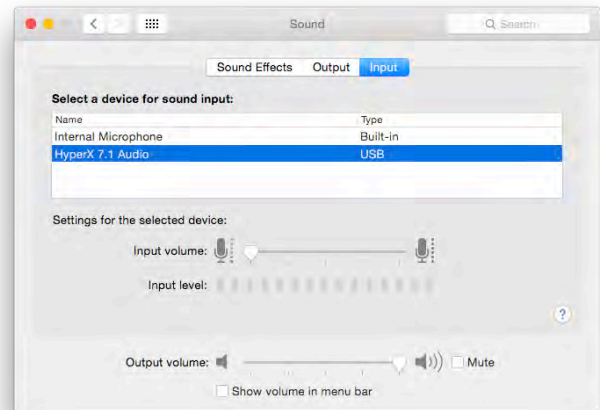 Sound
Search
Sound Effects Output Input
Select a device for sound input:
Name Type
Internal Microphone Built-in
HyperX 7.1 Audio USB
Settings for the selected device:
Input volume:
Input level:
?
Output volume: Mute
Show volume in menu bar